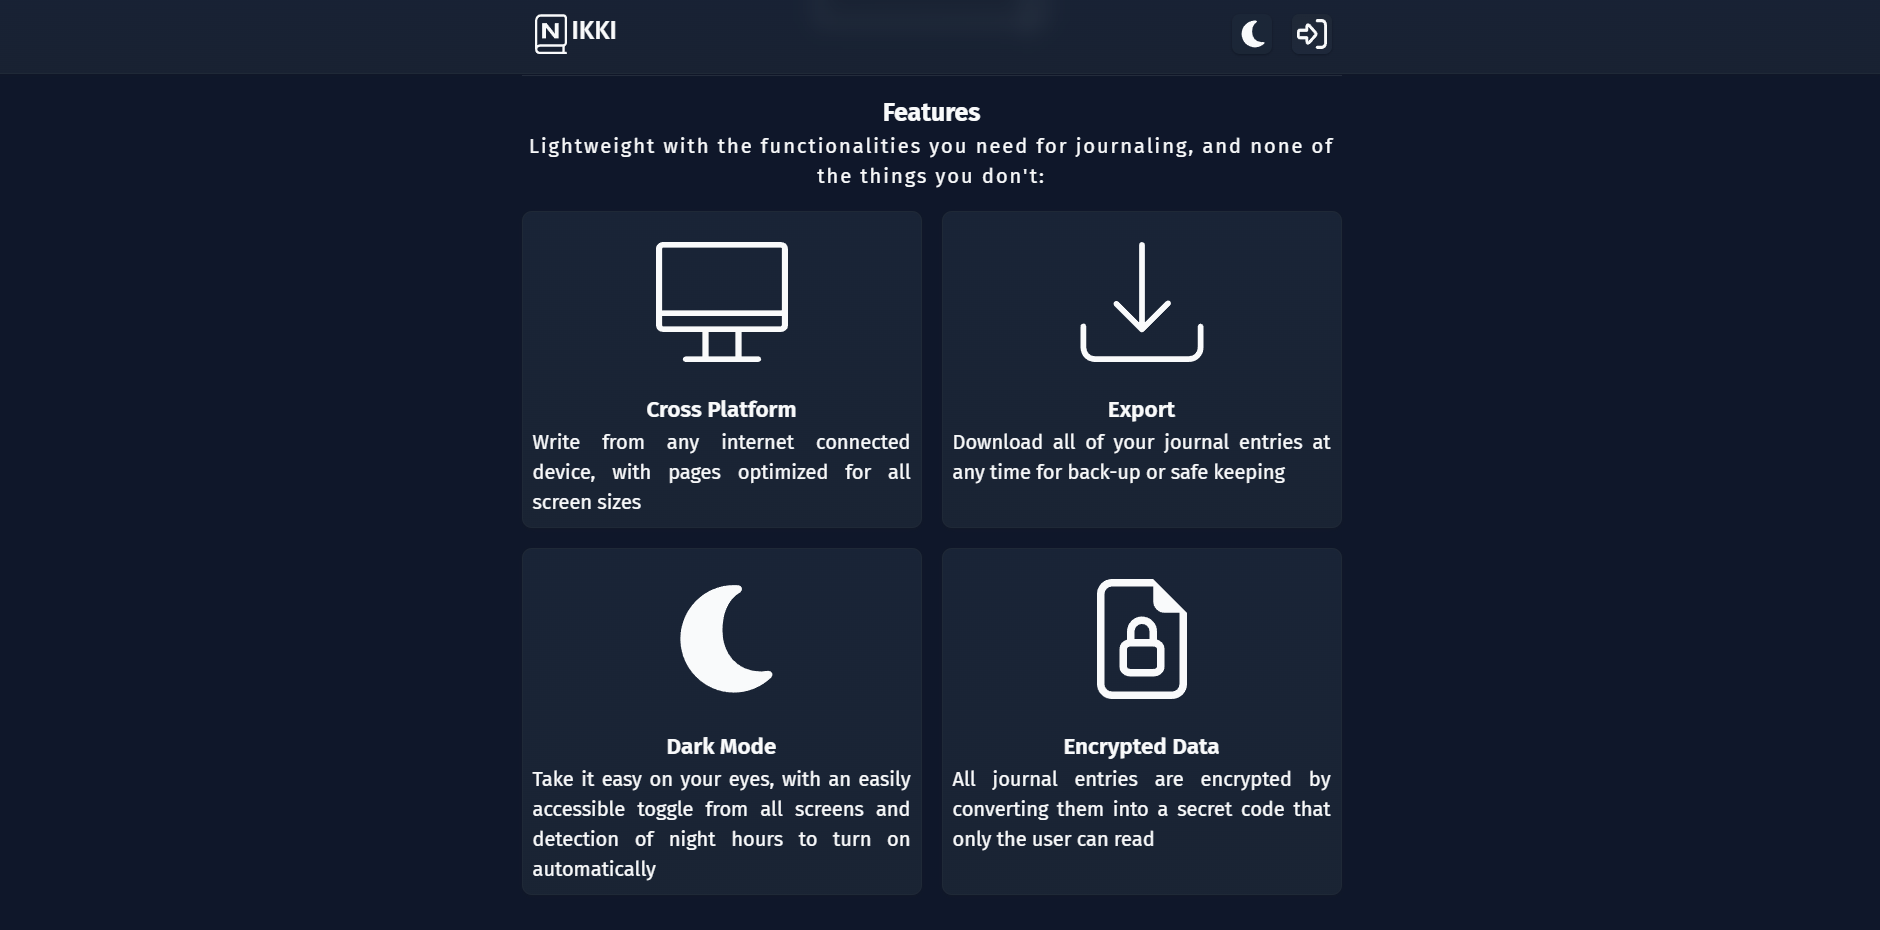 N IKKI
Features
Lightweight with the functionalities you need for journaling, and none of
the things you don't:
Cross Platform
Write from any internet connected
device, with pages optimized for all
screen sizes
Export
Download all of your journal entries at
any time for back-up or safe keeping
Dark Mode
Take it easy on your eyes, with an easily
accessible toggle from all screens and
detection of night hours to turn on
automatically
Encrypted Data
All journal entries are encrypted by
converting them into a secret code that
only the user can read